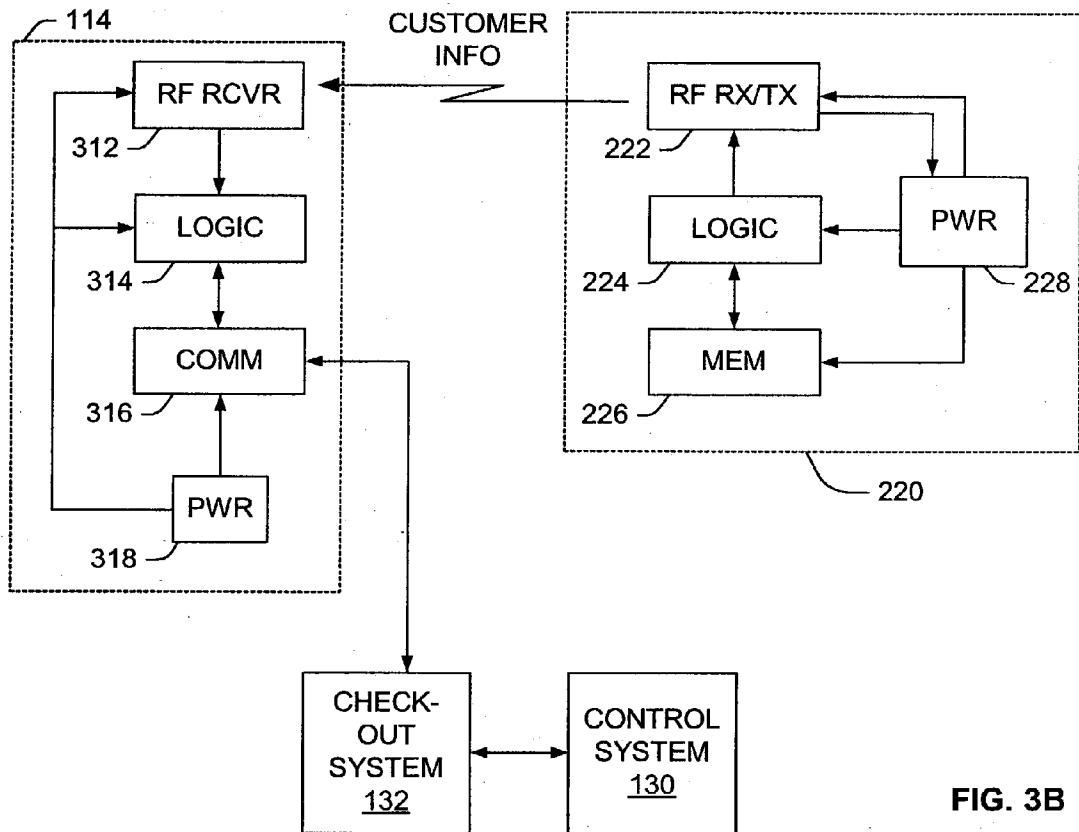 114
CUSTOMER
INFO
RF RCVR
312
LOGIC
314
COMM
316
PWR
318
RF RX/TX
222
LOGIC
224
MEM
226
PWR
228
220
CHECK-
OUT
SYSTEM
132
CONTROL
SYSTEM
130
FIG. 3B